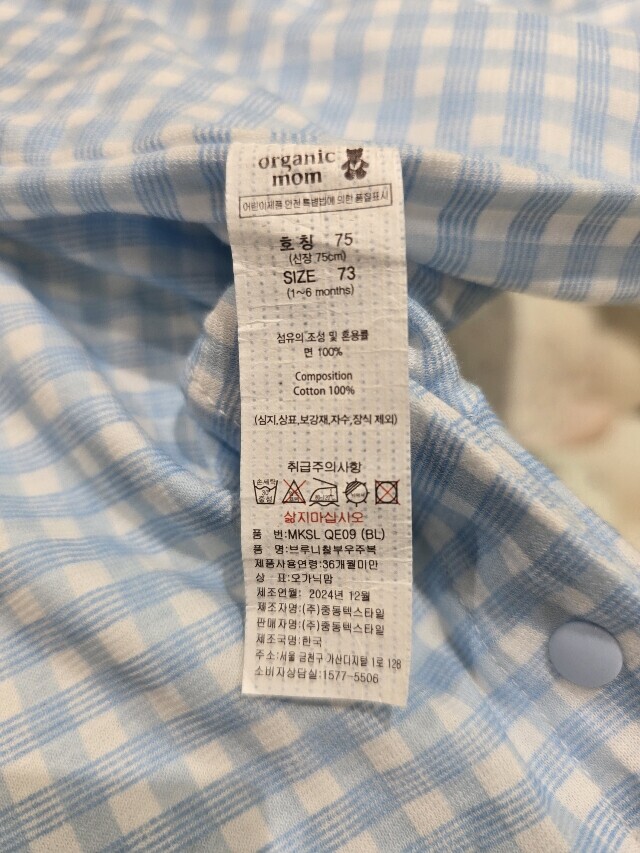 organic
mom
어린이제품 안전 특별법에 의한 품질표시
호 칭 75
(신장 75cm)
SIZE 73
(1~6 months)
섬유의 조성 및 혼용률
면 100%
Composition
Cotton 100%
(심지,상표,보강재,자수,장식 제외)
취급주의사항
손세탁
30
중성
삶지마십시오
품 번:MKSL QE09 (BL)
품 명:브루니칠부우주복
제품사용연령:36개월미만
상 표:오가닉맘
제조연월: 2024년 12월
제조자명:(주)중동텍스타일
판매자명:(주)중동텍스타일
제조국명:한국
주소:서울 금천구 가산디지털 1로 128
소비자상담실:1577-5506